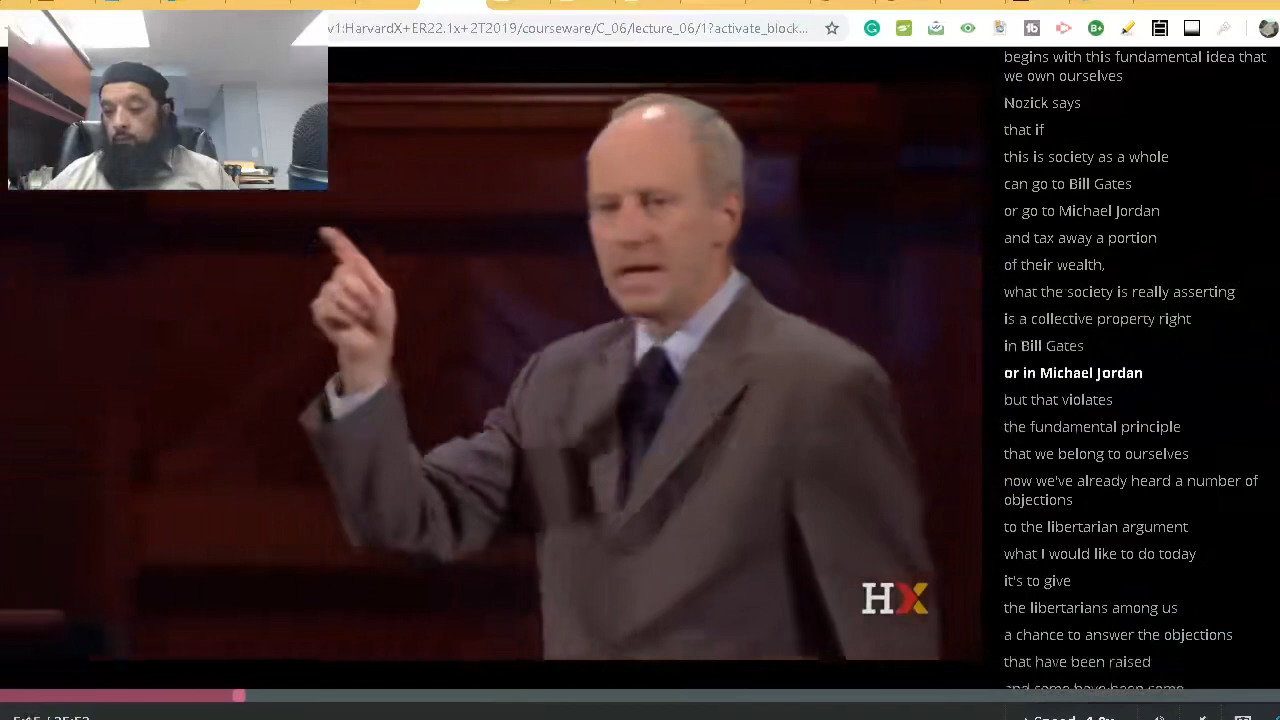 v1:HarvardX+ER22.1x+2T2019/courseware/C_06/lecture_06/1?activate_block...
begins with this fundamental idea that
we own ourselves
Nozick says
that if
this is society as a whole
can go to Bill Gates
or go to Michael Jordan
and tax away a portion
of their wealth,
what the society is really asserting
is a collective property right
in Bill Gates
or in Michael Jordan
but that violates
the fundamental principle
that we belong to ourselves
now we've already heard a number of
objections
to the libertarian argument
what I would like to do today
it's to give
the libertarians among us
a chance to answer the objections
that have been raised
HX